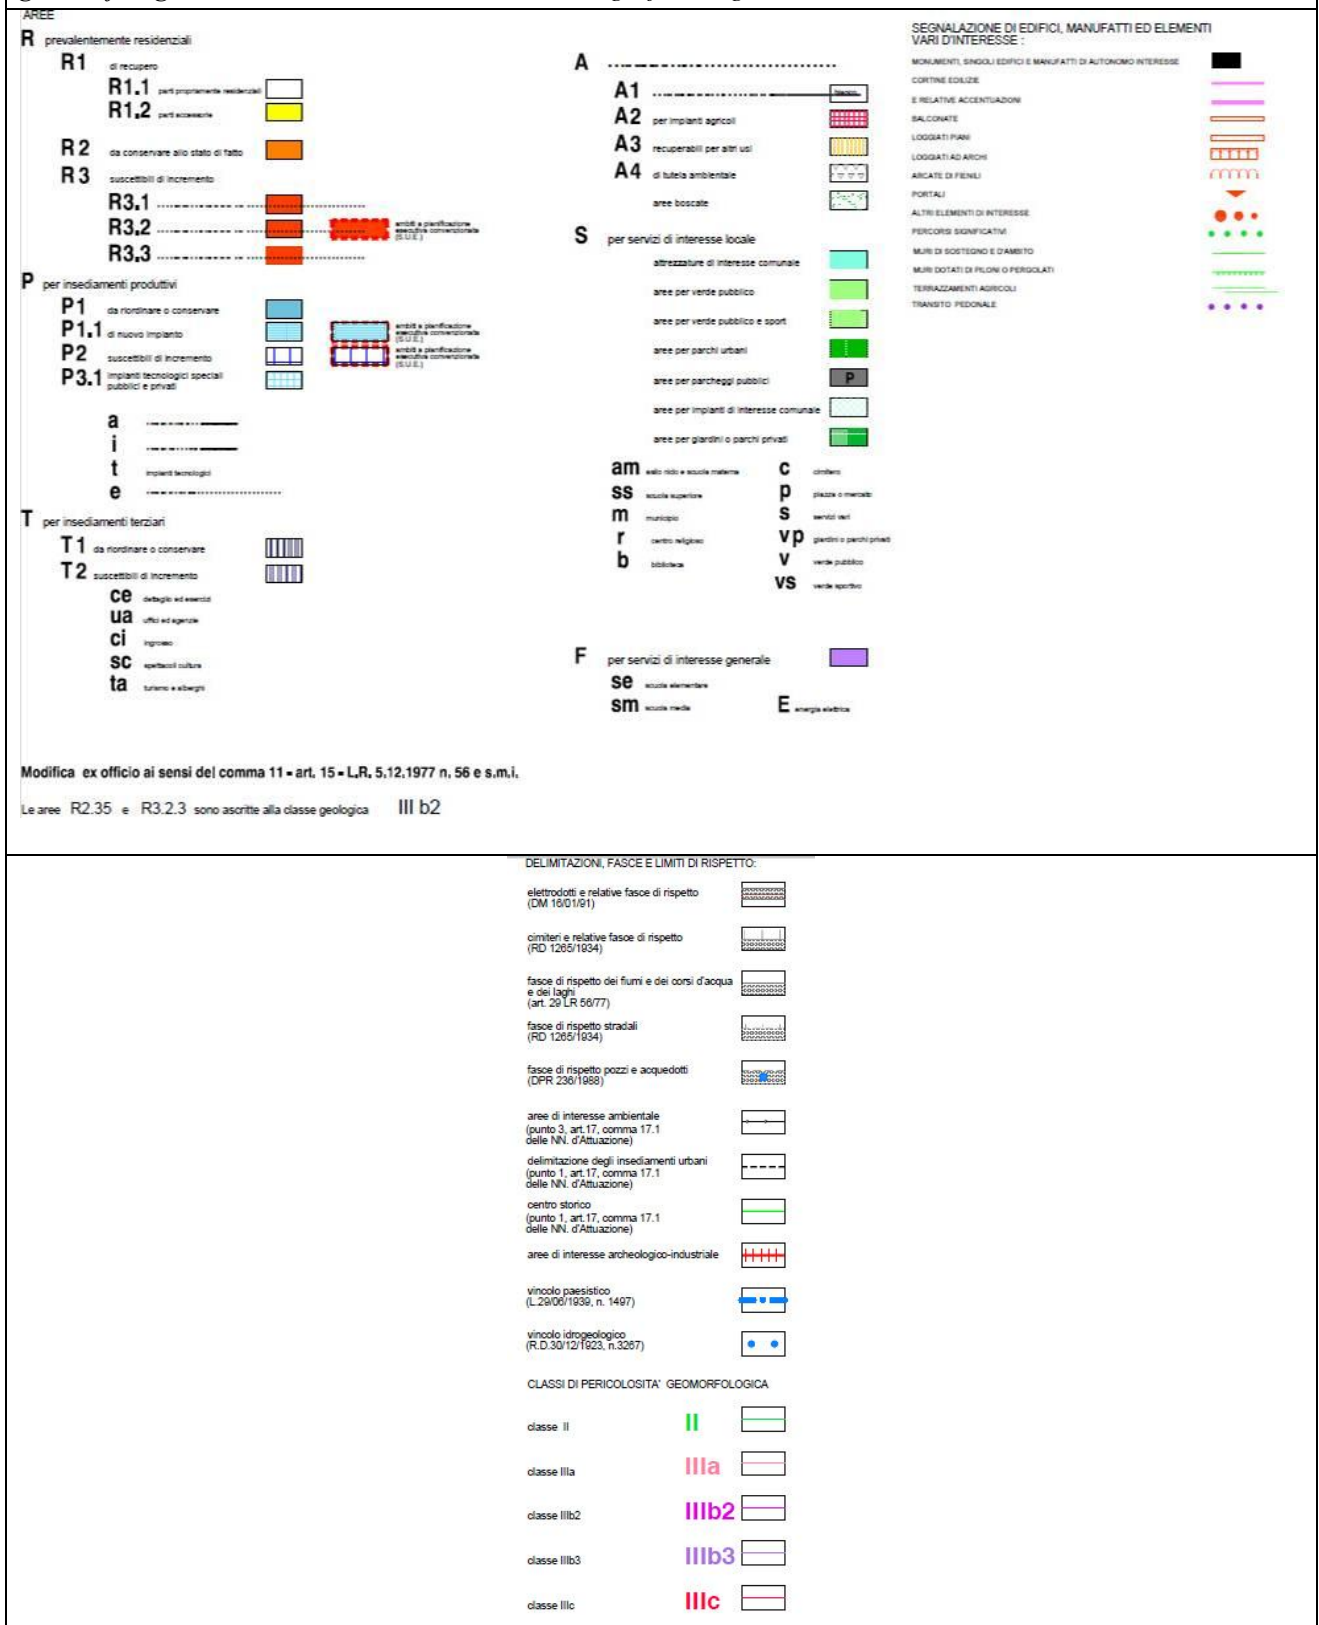 AREE
R prevalentemente residenziali
R1 di recupero
R1.1 parti propriamente residenziali
R1.2 parti accessorie
R2 da conservare allo stato di fatto
R3 suscettibili di incremento
R3.1
R3.2 ambiti a pianificazione
esecutiva convenzionata
(S.U.E.)
R3.3
P per insediamenti produttivi
P1 da riordinare o conservare
P1.1 di nuovo impianto ambiti a pianificazione
esecutiva convenzionata
(S.U.E.)
P2 suscettibili di incremento ambiti a pianificazione
esecutiva convenzionata
(S.U.E.)
P3.1 impianti tecnologici speciali
pubblici e privati
a
i
t impianti tecnologici
e
T per insediamenti terziari
T1 da riordinare o conservare
T2 suscettibili di incremento
ce dettaglio ed esercizi
ua uffici ed agenzie
ci ingrosso
sc spettacoli cultura
ta turismo e alberghi
A
A1 bianco
A2 per impianti agricoli
A3 recuperabili per altri usi
A4 di tutela ambientale
aree boscate
S per servizi di interesse locale
attrezzature di interesse comunale
aree per verde pubblico
aree per verde pubblico e sport
aree per parchi urbani
aree per parcheggi pubblici P
aree per impianti di interesse comunale
aree per giardini o parchi privati
am asilo nido e scuola materna
ss scuola superiore
m municipio
r centro religioso
b biblioteca
c cimitero
p piazza o mercato
s servizi vari
vp giardini o parchi privati
v verde pubblico
vs verde sportivo
F per servizi di interesse generale
se scuola elementare
sm scuola media
E energia elettrica
SEGNALAZIONE DI EDIFICI, MANUFATTI ED ELEMENTI
VARI D'INTERESSE :
MONUMENTI, SINGOLI EDIFICI E MANUFATTI DI AUTONOMO INTERESSE
CORTINE EDILIZIE
E RELATIVE ACCENTUAZIONI
BALCONATE
LOGGIATI PIANI
LOGGIATI AD ARCHI
ARCATE DI FIENILI
PORTALI
ALTRI ELEMENTI DI INTERESSE
PERCORSI SIGNIFICATIVI
MURI DI SOSTEGNO E D'AMBITO
MURI DOTATI DI PILONI O PERGOLATI
TERRAZZAMENTI AGRICOLI
TRANSITO PEDONALE
Modifica ex officio ai sensi del comma 11 - art. 15 - L.R. 5.12.1977 n. 56 e s.m.i.
Le aree R2.35 e R3.2.3 sono ascritte alla classe geologica III b2
DELIMITAZIONI, FASCE E LIMITI DI RISPETTO:
elettrodotti e relative fasce di rispetto
(DM 16/01/91)
cimiteri e relative fasce di rispetto
(RD 1265/1934)
fasce di rispetto dei fiumi e dei corsi d'acqua
e dei laghi
(art. 29 LR 56/77)
fasce di rispetto stradali
(RD 1265/1934)
fasce di rispetto pozzi e acquedotti
(DPR 236/1988)
aree di interesse ambientale
(punto 3, art.17, comma 17.1
delle NN. d'Attuazione)
delimitazione degli insediamenti urbani
(punto 1, art.17, comma 17.1
delle NN. d'Attuazione)
centro storico
(punto 1, art.17, comma 17.1
delle NN. d'Attuazione)
aree di interesse archeologico-industriale
vincolo paesistico
(L.29/06/1939, n. 1497)
vincolo idrogeologico
(R.D.30/12/1923, n.3267)
CLASSI DI PERICOLOSITA' GEOMORFOLOGICA
classe II II
classe IIIa IIIa
classe IIIb2 IIIb2
classe IIIb3 IIIb3
classe IIIc IIIc